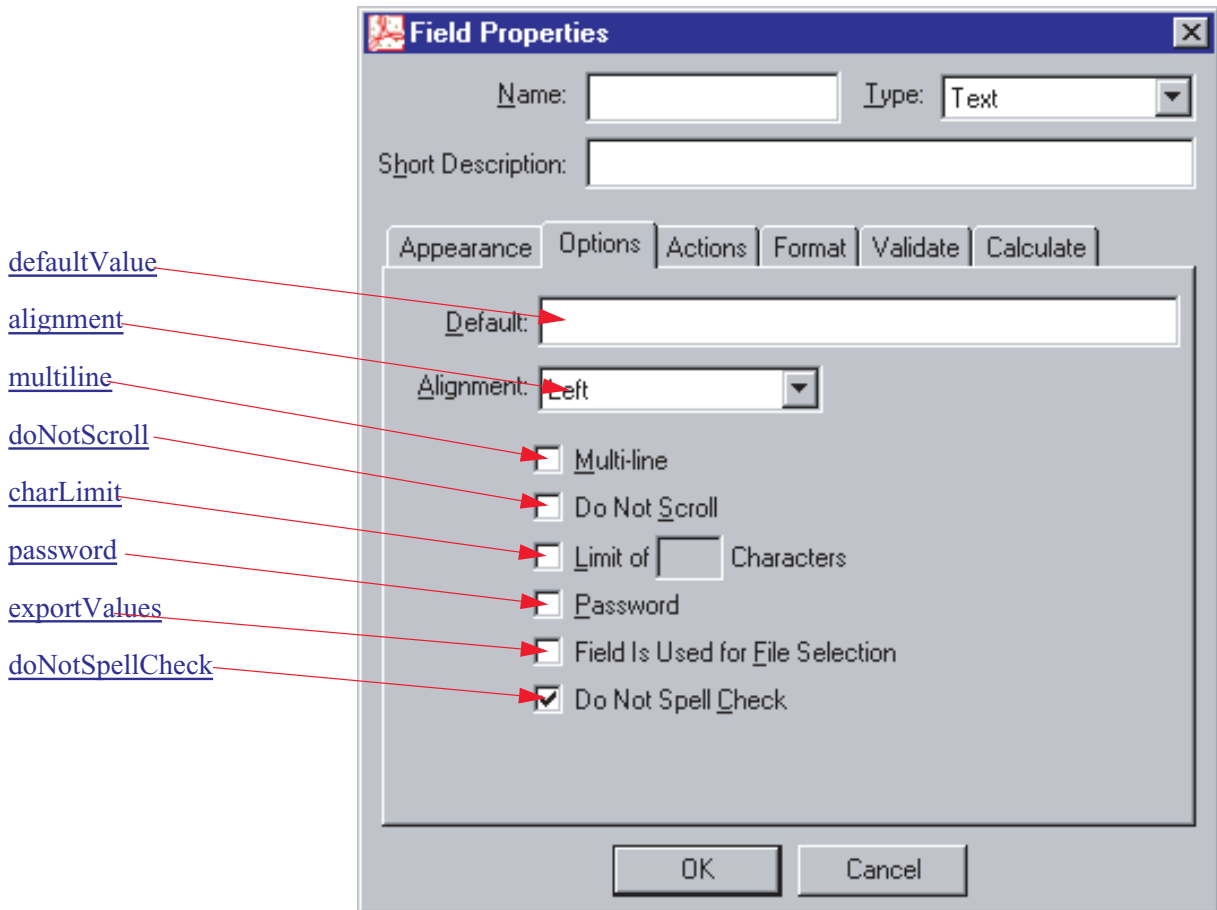 Field Properties
Name:
Type: Text
Short Description:
Appearance Options Actions Format Validate Calculate
defaultValue
Default:
alignment
Alignment: Left
multiline
Multi-line
doNotScroll
Do Not Scroll
charLimit
Limit of Characters
password
Password
exportValues
Field Is Used for File Selection
doNotSpellCheck
Do Not Spell Check
OK Cancel